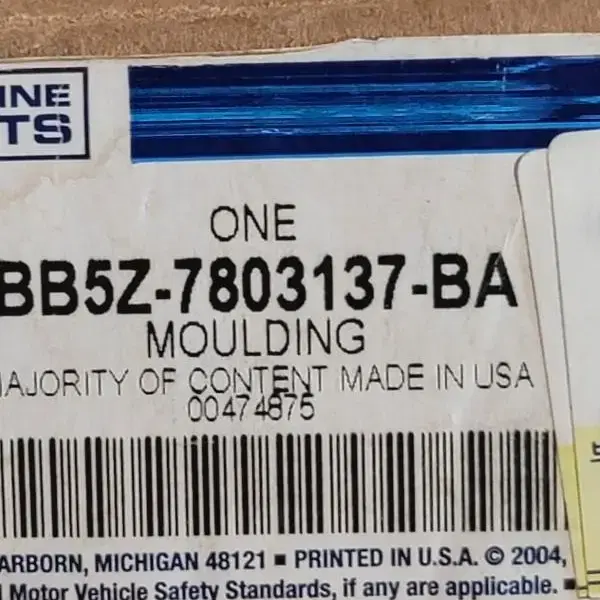 INE
TS
ONE
BB5Z-7803137-BA
MOULDING
MAJORITY OF CONTENT MADE IN USA
00474875
ARBORN, MICHIGAN 48121 ■ PRINTED IN U.S.A. © 2004,
Motor Vehicle Safety Standards, if any are applicable. ■